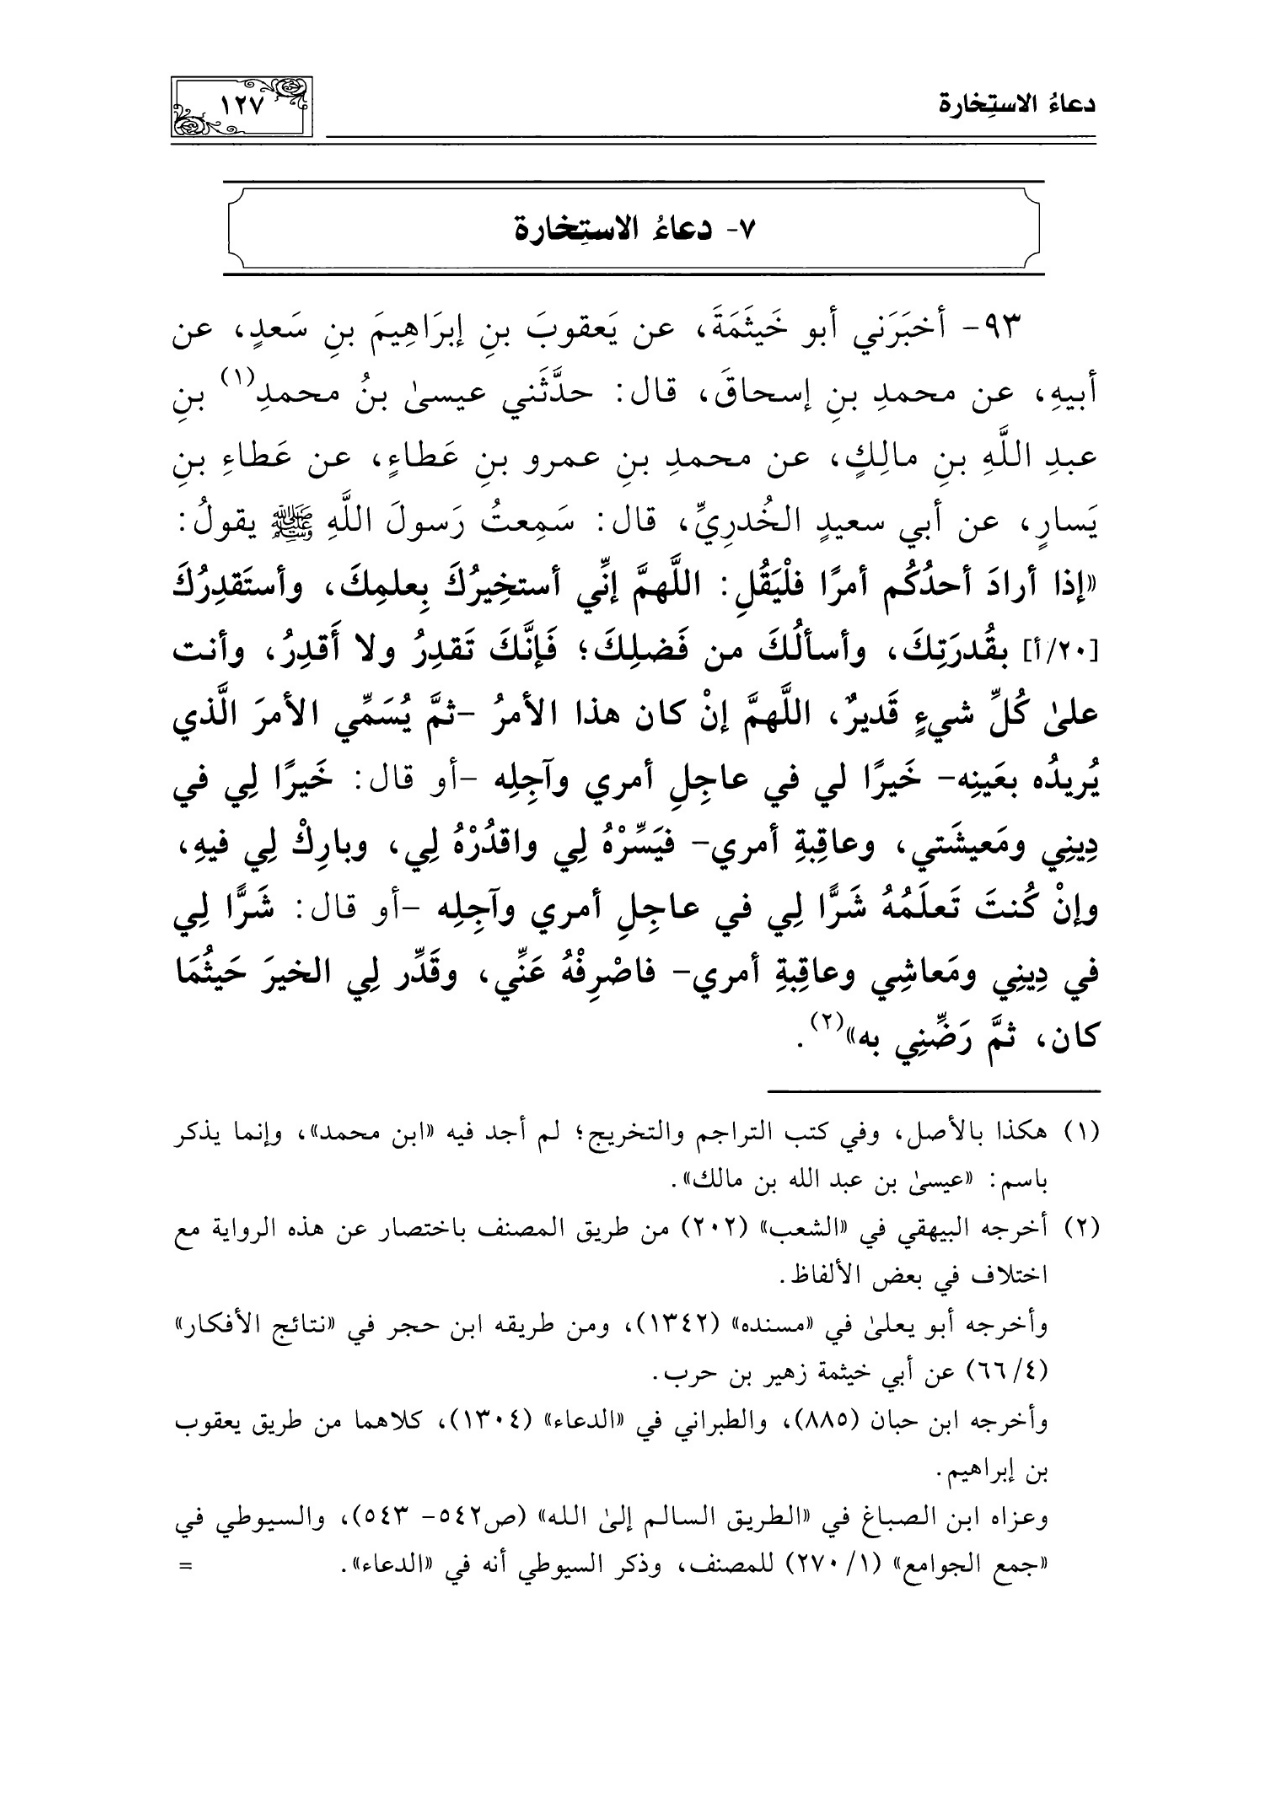 دعاءُ الاستِخارة
١٢٧
٧- دعاءُ الاستِخارة
٩٣- أخبَرَني أبو خَيثَمَةَ، عن يَعقوبَ بنِ إبرَاهِيمَ بنِ سَعدٍ، عن
أبيهِ، عن محمدِ بنِ إسحاقَ، قال: حدَّثَني عيسىٰ بنُ محمدِ(١) بنِ
عبدِ اللَّهِ بنِ مالِكٍ، عن محمدِ بنِ عمرو بنِ عَطاءٍ، عن عَطاءِ بنِ
يَسارٍ، عن أبي سعيدٍ الخُدرِيِّ، قال: سَمِعتُ رَسولَ اللَّهِ ﷺ يقولُ:
«إذا أرادَ أحدُكُم أمرًا فلْيَقُلِ: اللَّهمَّ إنِّي أستخِيرُكَ بِعلمِكَ، وأستَقدِرُكَ
[٢٠/أ] بقُدرَتِكَ، وأسألُكَ من فَضلِكَ؛ فَإنَّكَ تَقدِرُ ولا أَقدِرُ، وأنت
علىٰ كُلِّ شيءٍ قَديرٌ، اللَّهمَّ إنْ كان هذا الأمرُ -ثمَّ يُسَمِّي الأمرَ الَّذي
يُريدُه بعَينِه- خَيرًا لي في عاجِلِ أمري وآجِلِه -أو قال: خَيرًا لِي في
دِينِي ومَعيشَتي، وعاقِبةِ أمري- فيَسِّرْهُ لِي واقدُرْهُ لِي، وبارِكْ لِي فيهِ،
وإنْ كُنتَ تَعلَمُهُ شَرًّا لِي في عاجِلِ أمري وآجِلِه -أو قال: شَرًّا لِي
في دِينِي ومَعاشِي وعاقِبةِ أمري- فاصْرِفْهُ عَنِّي، وقَدِّر لِي الخيرَ حَيثُمَا
كان، ثمَّ رَضِّنِي به»(٢).
(١) هكذا بالأصل، وفي كتب التراجم والتخريج؛ لم أجد فيه «ابن محمد»، وإنما يذكر
باسم: «عيسىٰ بن عبد الله بن مالك».
(٢) أخرجه البيهقي في «الشعب» (٢٠٢) من طريق المصنف باختصار عن هذه الرواية مع
اختلاف في بعض الألفاظ.
وأخرجه أبو يعلىٰ في «مسنده» (١٣٤٢)، ومن طريقه ابن حجر في «نتائج الأفكار»
(٤/ ٦٦) عن أبي خيثمة زهير بن حرب.
وأخرجه ابن حبان (٨٨٥)، والطبراني في «الدعاء» (١٣٠٤)، كلاهما من طريق يعقوب
بن إبراهيم.
وعزاه ابن الصباغ في «الطريق السالم إلىٰ الله» (ص٥٤٢- ٥٤٣)، والسيوطي في
«جمع الجوامع» (١/ ٢٧٠) للمصنف، وذكر السيوطي أنه في «الدعاء». =